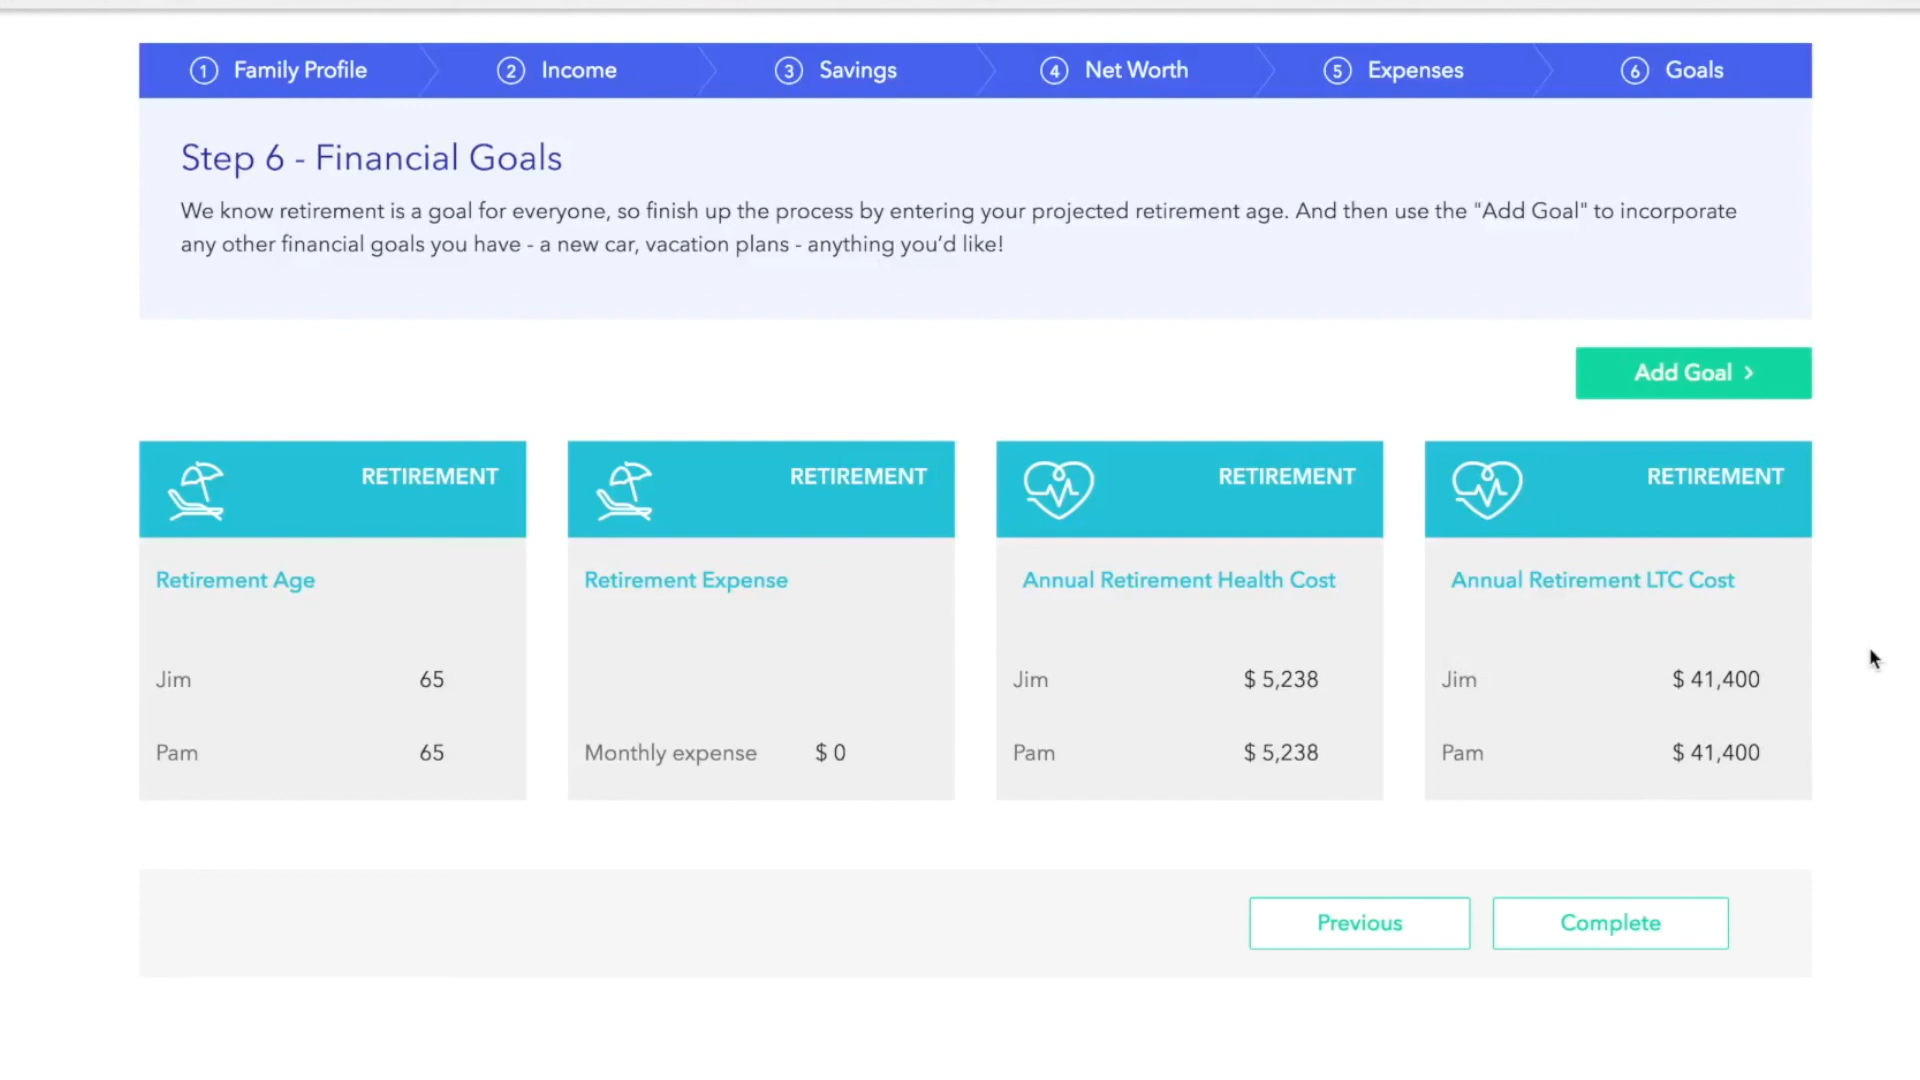 1 Family Profile 2 Income 3 Savings 4 Net Worth 5 Expenses 6 Goals
Step 6 - Financial Goals
We know retirement is a goal for everyone, so finish up the process by entering your projected retirement age. And then use the "Add Goal" to incorporate
any other financial goals you have - a new car, vacation plans - anything you'd like!
Add Goal >
RETIREMENT RETIREMENT RETIREMENT RETIREMENT
Retirement Age Retirement Expense Annual Retirement Health Cost Annual Retirement LTC Cost
Jim 65 Jim $ 5,238 Jim $ 41,400
Pam 65 Monthly expense $ 0 Pam $ 5,238 Pam $ 41,400
Previous Complete